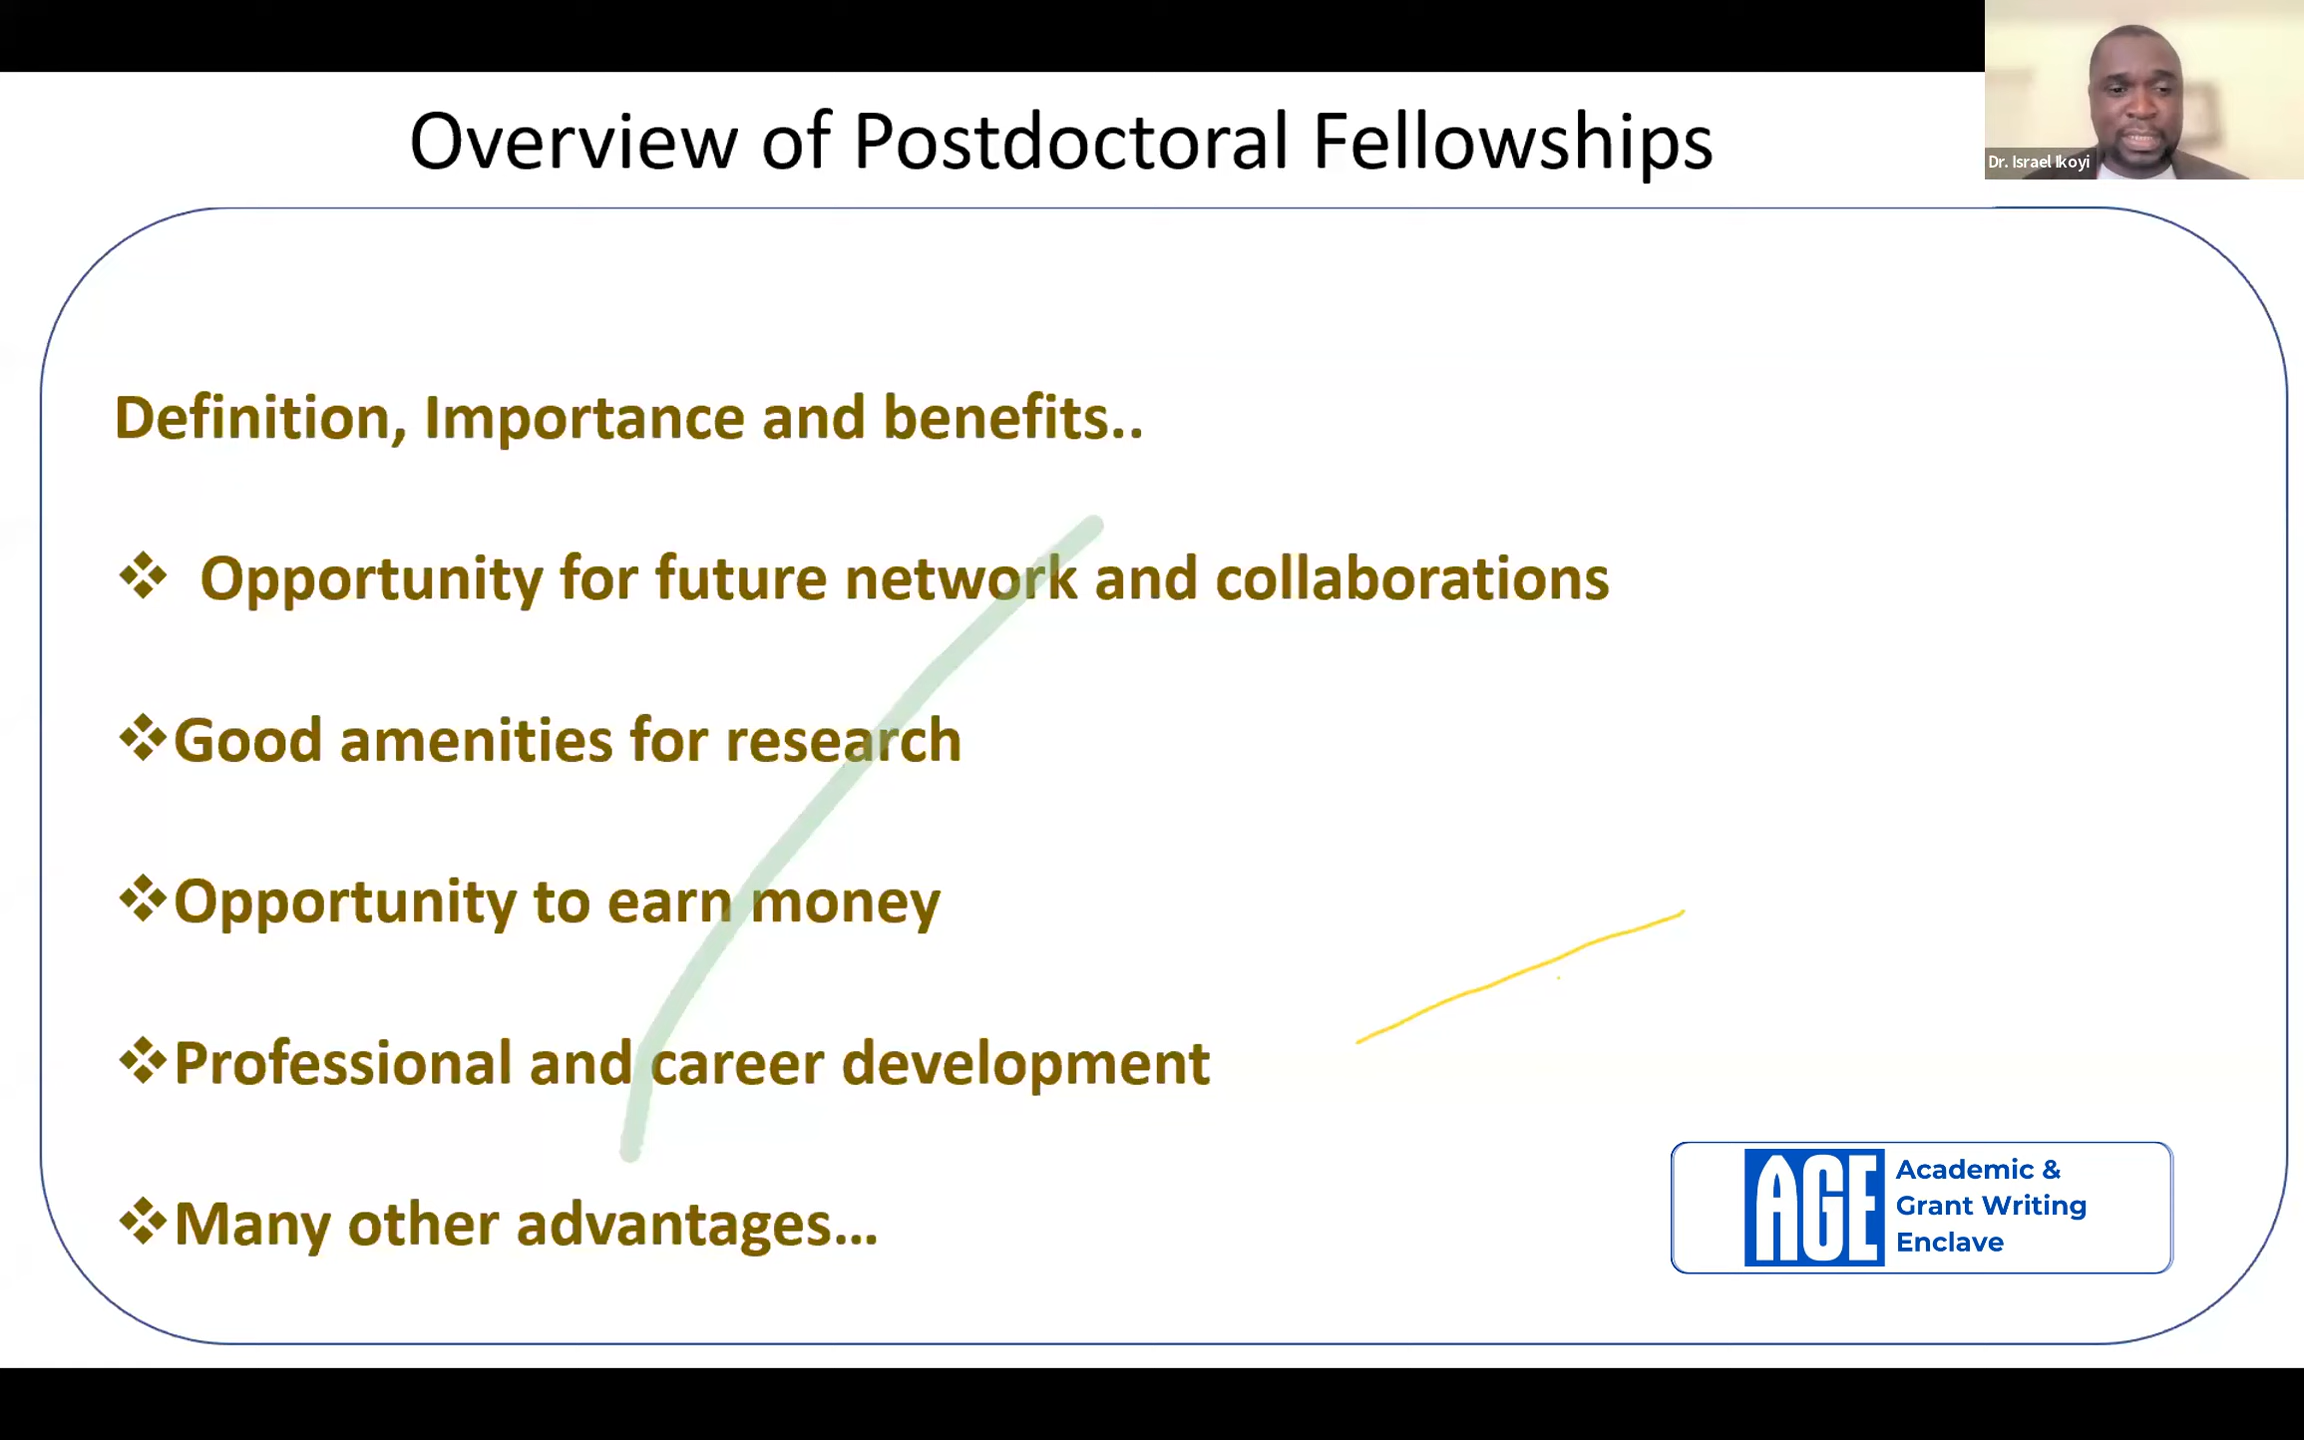 Overview of Postdoctoral Fellowships
Dr. Israel Ikoyi
Definition, Importance and benefits..
❖ Opportunity for future network and collaborations
❖Good amenities for research
❖Opportunity to earn money
❖Professional and career development
❖Many other advantages...
AGE
Academic &
Grant Writing
Enclave